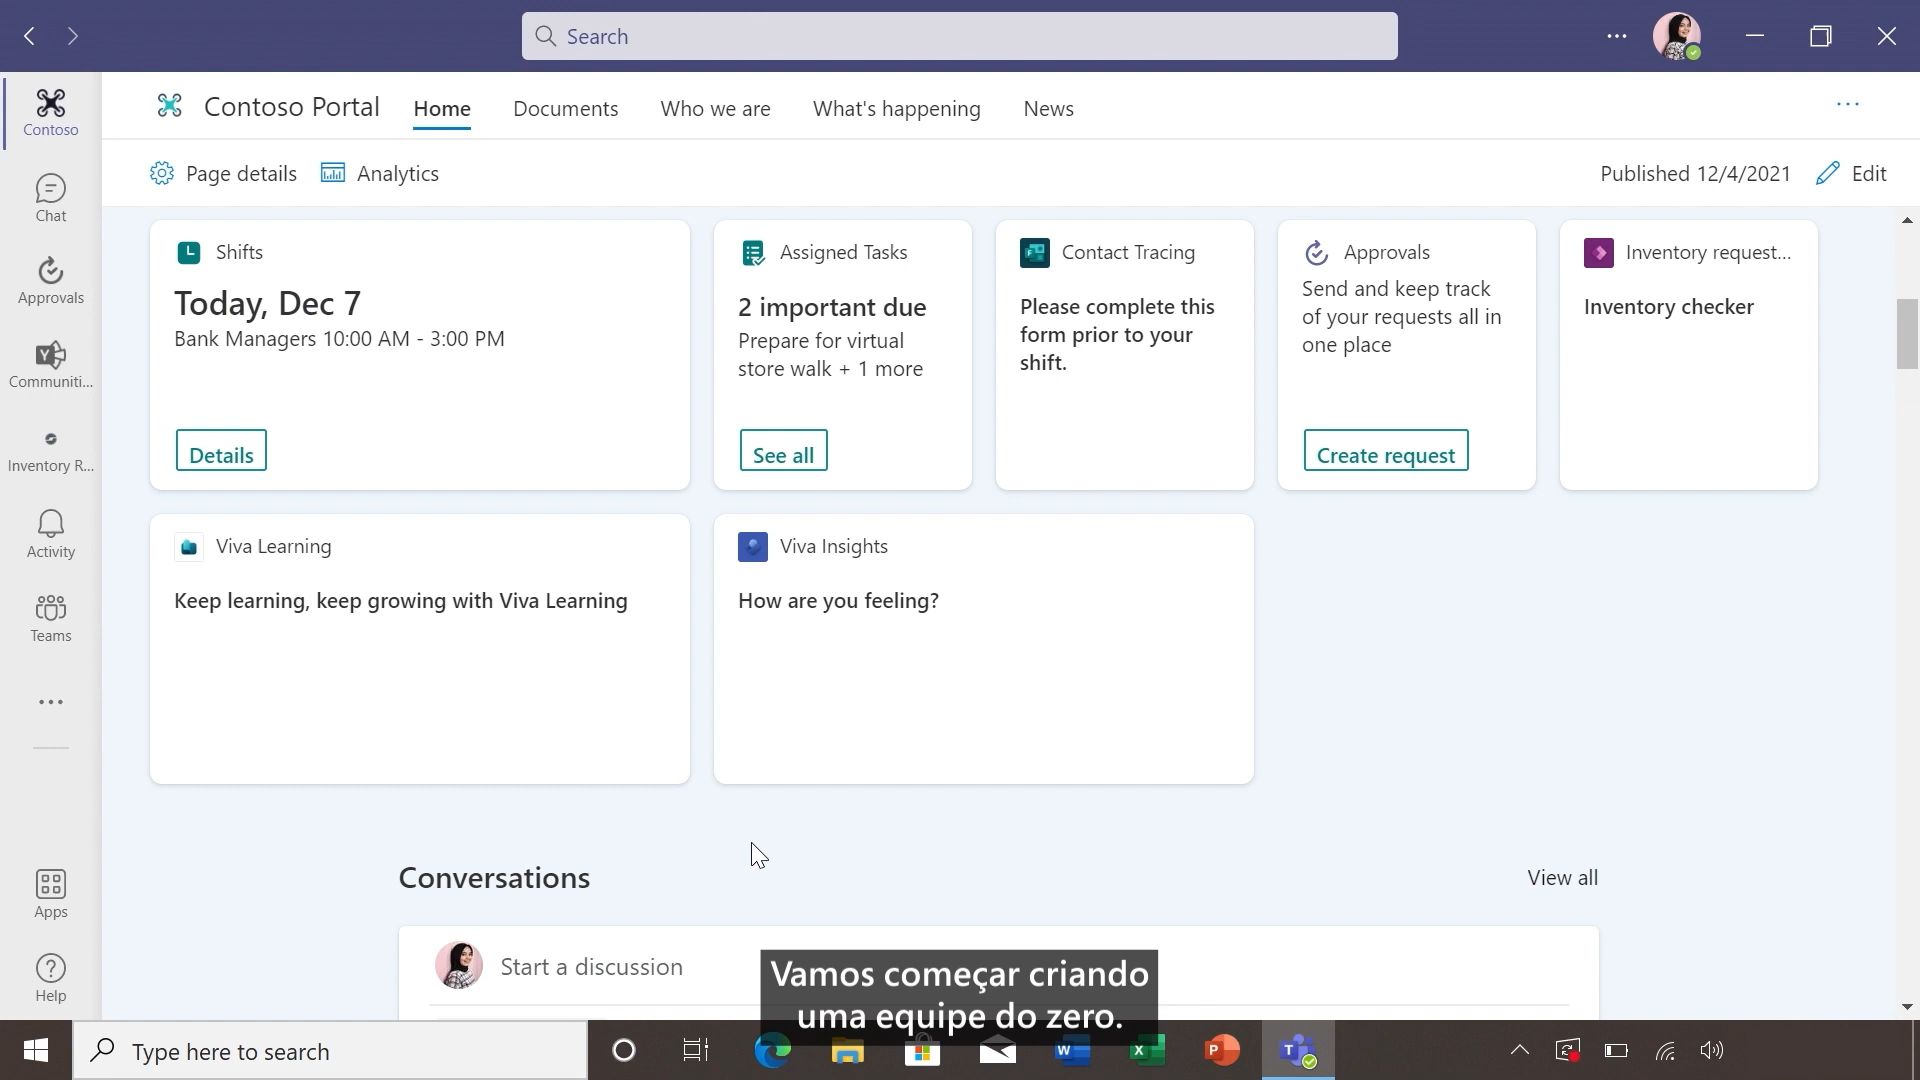 Search
Contoso
Chat
Approvals
Communiti...
Inventory R...
Activity
Teams
Apps
Help
Contoso Portal
Home
Documents
Who we are
What's happening
News
Page details
Analytics
Published 12/4/2021
Edit
Shifts
Today, Dec 7
Bank Managers 10:00 AM - 3:00 PM
Details
Assigned Tasks
2 important due
Prepare for virtual
store walk + 1 more
See all
Contact Tracing
Please complete this
form prior to your
shift.
Approvals
Send and keep track
of your requests all in
one place
Create request
Inventory request...
Inventory checker
Viva Learning
Keep learning, keep growing with Viva Learning
Viva Insights
How are you feeling?
Conversations
View all
Start a discussion
Vamos começar criando
uma equipe do zero.
Type here to search